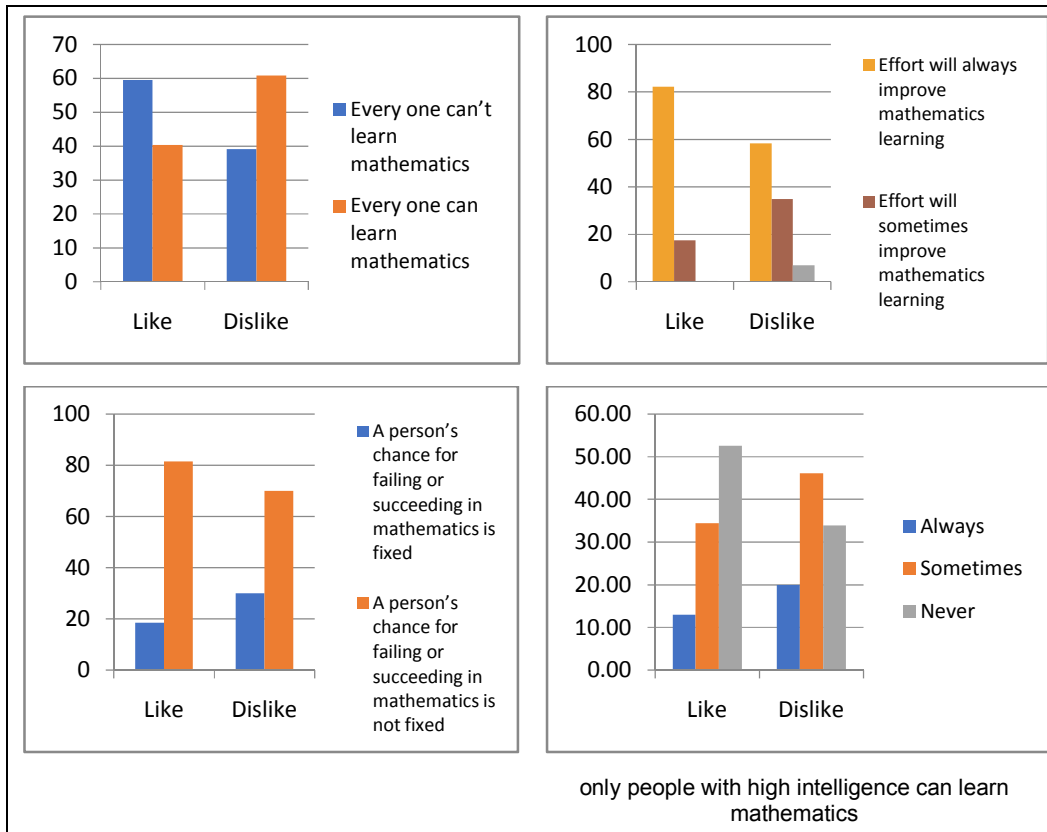 70
60
50
40
30
20
10
0
Like Dislike
Every one can't
learn
mathematics
Every one can
learn
mathematics
100
80
60
40
20
0
Like Dislike
Effort will always
improve
mathematics
learning
Effort will
sometimes
improve
mathematics
learning
100
80
60
40
20
0
Like Dislike
A person's
chance for
failing or
succeeding in
mathematics is
fixed
A person's
chance for
failing or
succeeding in
mathematics is
not fixed
60.00
50.00
40.00
30.00
20.00
10.00
0.00
Like Dislike
Always
Sometimes
Never
only people with high intelligence can learn
mathematics